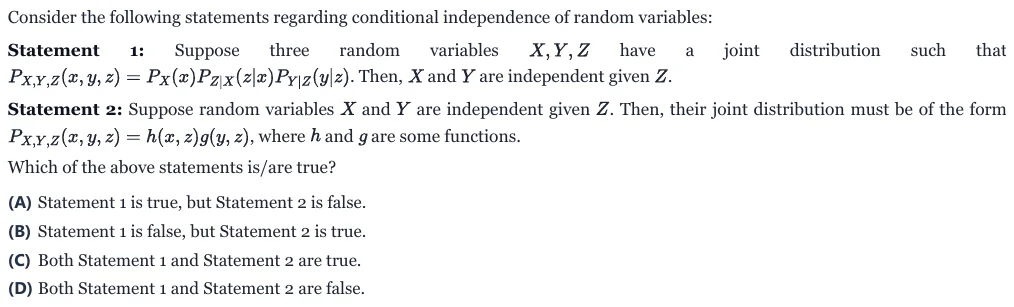 Consider the following statements regarding conditional independence of random variables:
Statement 1: Suppose three random variables X, Y, Z have a joint distribution such that
P_{X,Y,Z}(x, y, z) = P_X(x)P_{Z|X}(z|x)P_{Y|Z}(y|z). Then, X and Y are independent given Z.
Statement 2: Suppose random variables X and Y are independent given Z. Then, their joint distribution must be of the form
P_{X,Y,Z}(x, y, z) = h(x, z)g(y, z), where h and g are some functions.
Which of the above statements is/are true?
(A) Statement 1 is true, but Statement 2 is false.
(B) Statement 1 is false, but Statement 2 is true.
(C) Both Statement 1 and Statement 2 are true.
(D) Both Statement 1 and Statement 2 are false.